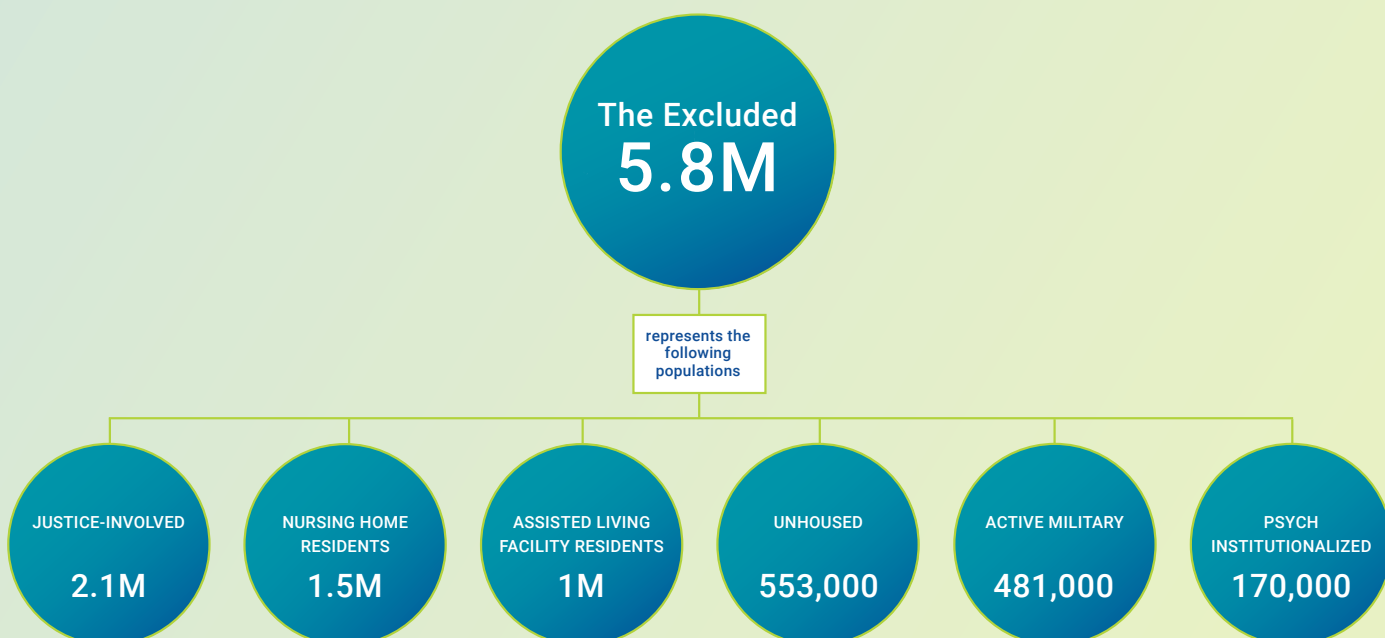 The Excluded
5.8M
represents the
following
populations
JUSTICE-INVOLVED
2.1M
NURSING HOME
RESIDENTS
1.5M
ASSISTED LIVING
FACILITY RESIDENTS
1M
UNHOUSED
553,000
ACTIVE MILITARY
481,000
PSYCH
INSTITUTIONALIZED
170,000